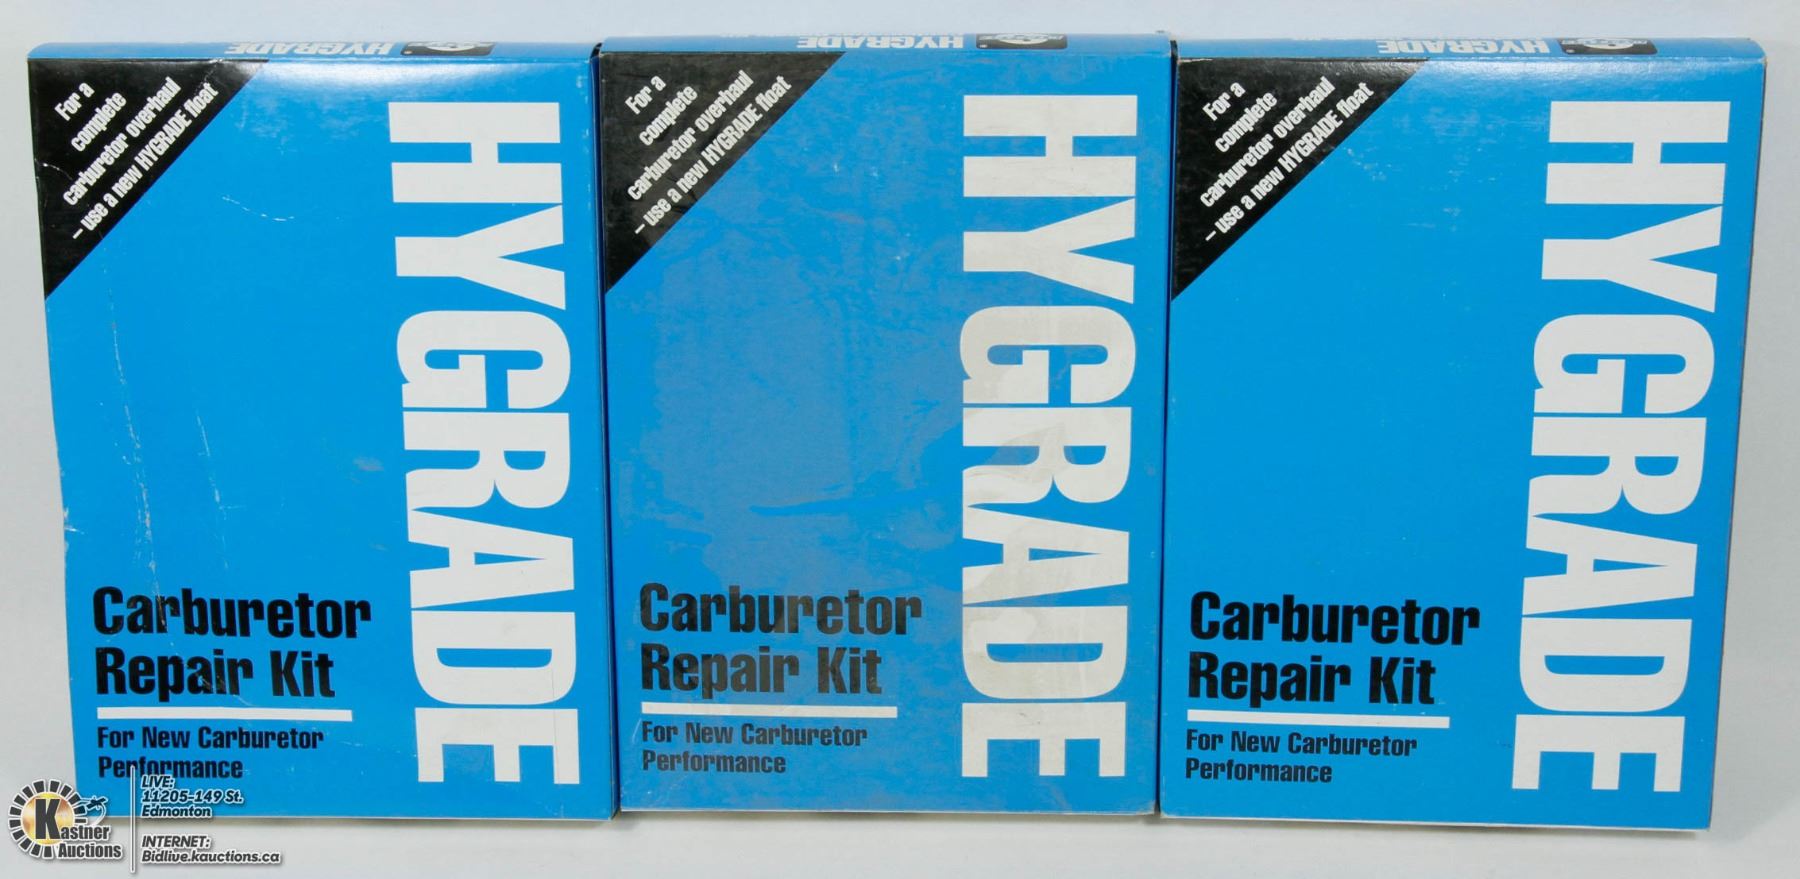 HYGRADE
For a
complete
carburetor overhaul
– use a new HYGRADE float
HYGRADE
Carburetor
Repair Kit
For New Carburetor
Performance
HYGRADE
For a
complete
carburetor overhaul
– use a new HYGRADE float
HYGRADE
Carburetor
Repair Kit
For New Carburetor
Performance
HYGRADE
For a
complete
carburetor overhaul
– use a new HYGRADE float
HYGRADE
Carburetor
Repair Kit
For New Carburetor
Performance
Kastner
Auctions
LIVE:
11205-149 St.
Edmonton
INTERNET:
Bidlive.kauctions.ca